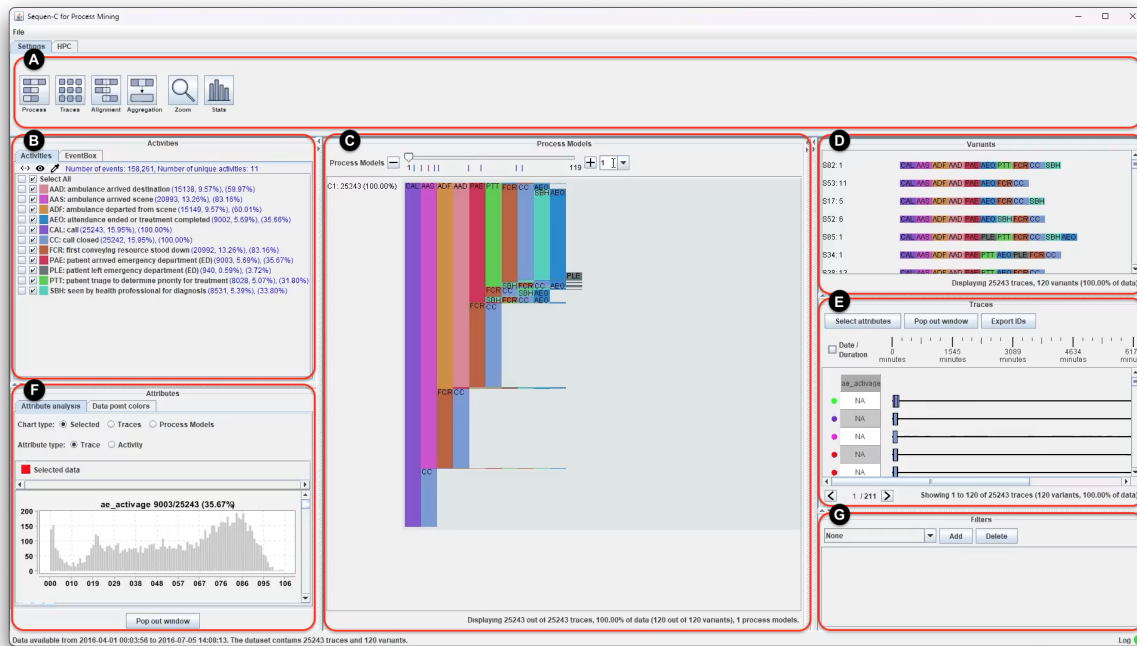 Sequen-C for Process Mining
File
Settings HPC
A
Process Traces Alignment Aggregation Zoom Stats
B
Activities
Activities EventBox
Number of events: 158,261, Number of unique activities: 11
Select All
AAD: ambulance arrived destination (15138, 9.57%), (59.97%)
AAS: ambulance arrived scene (20993, 13.26%), (83.16%)
ADF: ambulance departed from scene (15149, 9.57%), (60.01%)
AEO: attendance ended or treatment completed (9002, 5.69%), (35.66%)
CAL: call (25243, 15.95%), (100.00%)
CC: call closed (25242, 15.95%), (100.00%)
FCR: first conveying resource stood down (20992, 13.26%), (83.16%)
PAE: patient arrived emergency department (ED) (9003, 5.69%), (35.67%)
PLE: patient left emergency department (ED) (940, 0.59%), (3.72%)
PTT: patient triage to determine priority for treatment (8028, 5.07%), (31.80%)
SBH: seen by health professional for diagnosis (8531, 5.39%), (33.80%)
F
Attributes
Attribute analysis Data point colors
Chart type: Selected Traces Process Models
Attribute type: Trace Activity
Selected data
ae_activage 9003/25243 (35.67%)
200
150
100
50
0
000 010 019 029 038 048 057 067 076 086 095 106
Pop out window
C
Process Models
Process Models 1 119 1
C1: 25243 (100.00%)
CAL AAS ADF AAD PAE PTT FCR CC AEO
SBH AEO
PLE
FCR SBH FCR CC AEO
FCR CC SBH AEO
SBH FCR CC AEO
FCR CC
FCR CC
CC
Displaying 25243 out of 25243 traces, 100.00% of data (120 out of 120 variants), 1 process models.
D
Variants
S82: 1 CAL AAS ADF AAD PAE AEO PTT FCR CC SBH
S53: 11 CAL AAS ADF AAD PAE AEO FCR CC
S17: 5 CAL AAS ADF AAD PAE AEO FCR CC SBH
S52: 6 CAL AAS ADF AAD PAE AEO SBH FCR CC
S85: 1 CAL AAS ADF AAD PAE PLE PTT FCR CC SBH AEO
S34: 1 CAL AAS ADF AAD PAE PTT AEO PLE FCR CC
S38: 13 CAL AAS ADF AAD PAE PTT AEO FCR CC
Displaying 25243 traces, 120 variants (100.00% of data)
E
Traces
Select attributes Pop out window Export IDs
Date / Duration
0 minutes 1545 minutes 3089 minutes 4634 minutes
ae_activage
NA
NA
NA
NA
NA
1 / 211 Showing 1 to 120 of 25243 traces (120 variants, 100.00% of data)
G
Filters
None Add Delete
Data available from 2016-04-01 00:03:56 to 2016-07-05 14:08:13. The dataset contains 25243 traces and 120 variants.
Log